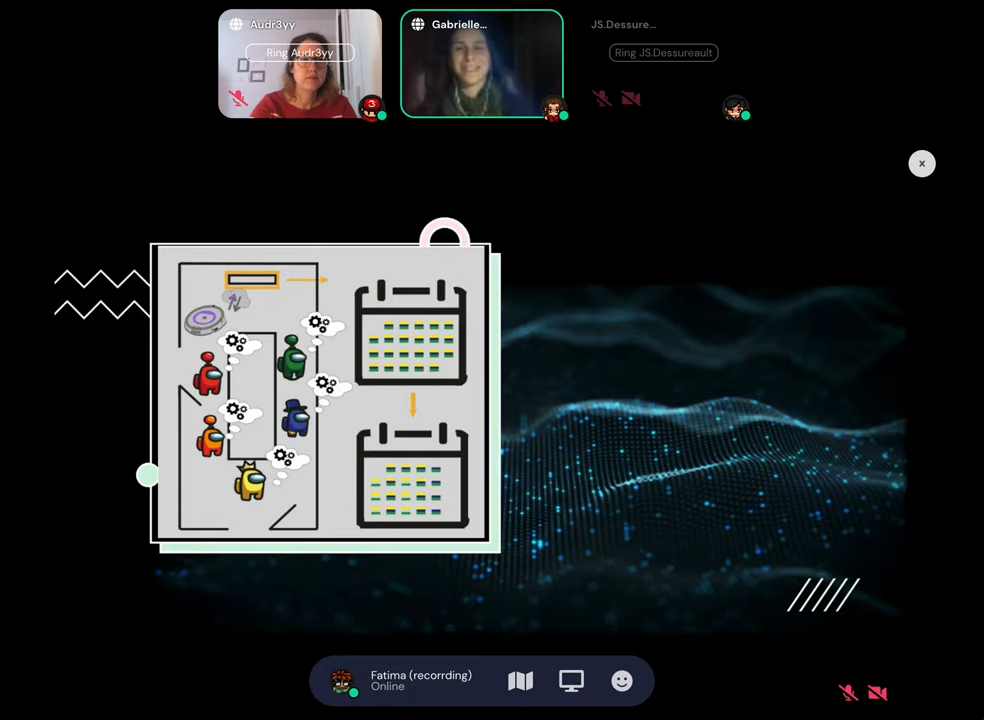 Audr3yy
Ring Audr3yy
Gabrielle...
JS.Dessure...
Ring JS.Dessureault
Fatima (recorrding)
Online